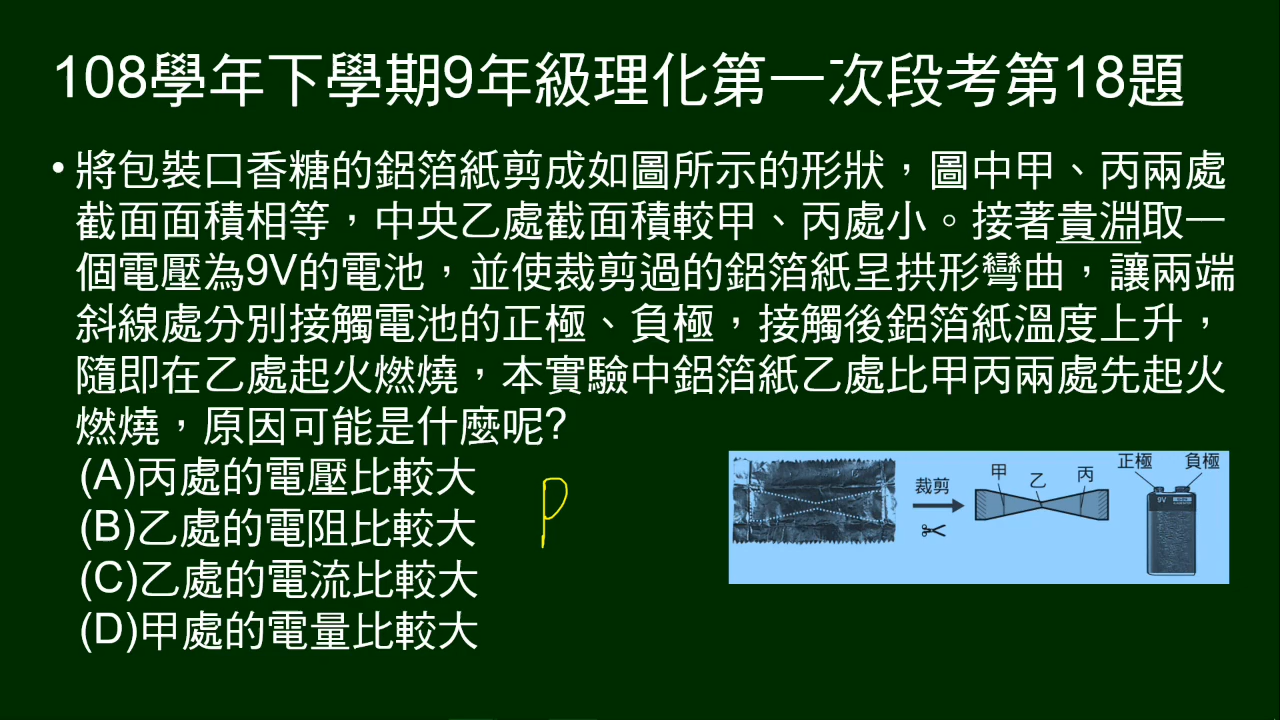 108學年下學期9年級理化第一次段考第18題
•將包裝口香糖的鋁箔紙剪成如圖所示的形狀，圖中甲、丙兩處
截面面積相等，中央乙處截面積較甲、丙處小。接著貴淵取一
個電壓為9V的電池，並使裁剪過的鋁箔紙呈拱形彎曲，讓兩端
斜線處分別接觸電池的正極、負極，接觸後鋁箔紙溫度上升，
隨即在乙處起火燃燒，本實驗中鋁箔紙乙處比甲丙兩處先起火
燃燒，原因可能是什麼呢?
(A)丙處的電壓比較大
(B)乙處的電阻比較大
(C)乙處的電流比較大
(D)甲處的電量比較大
P
裁剪
甲
乙
丙
正極
負極
9V